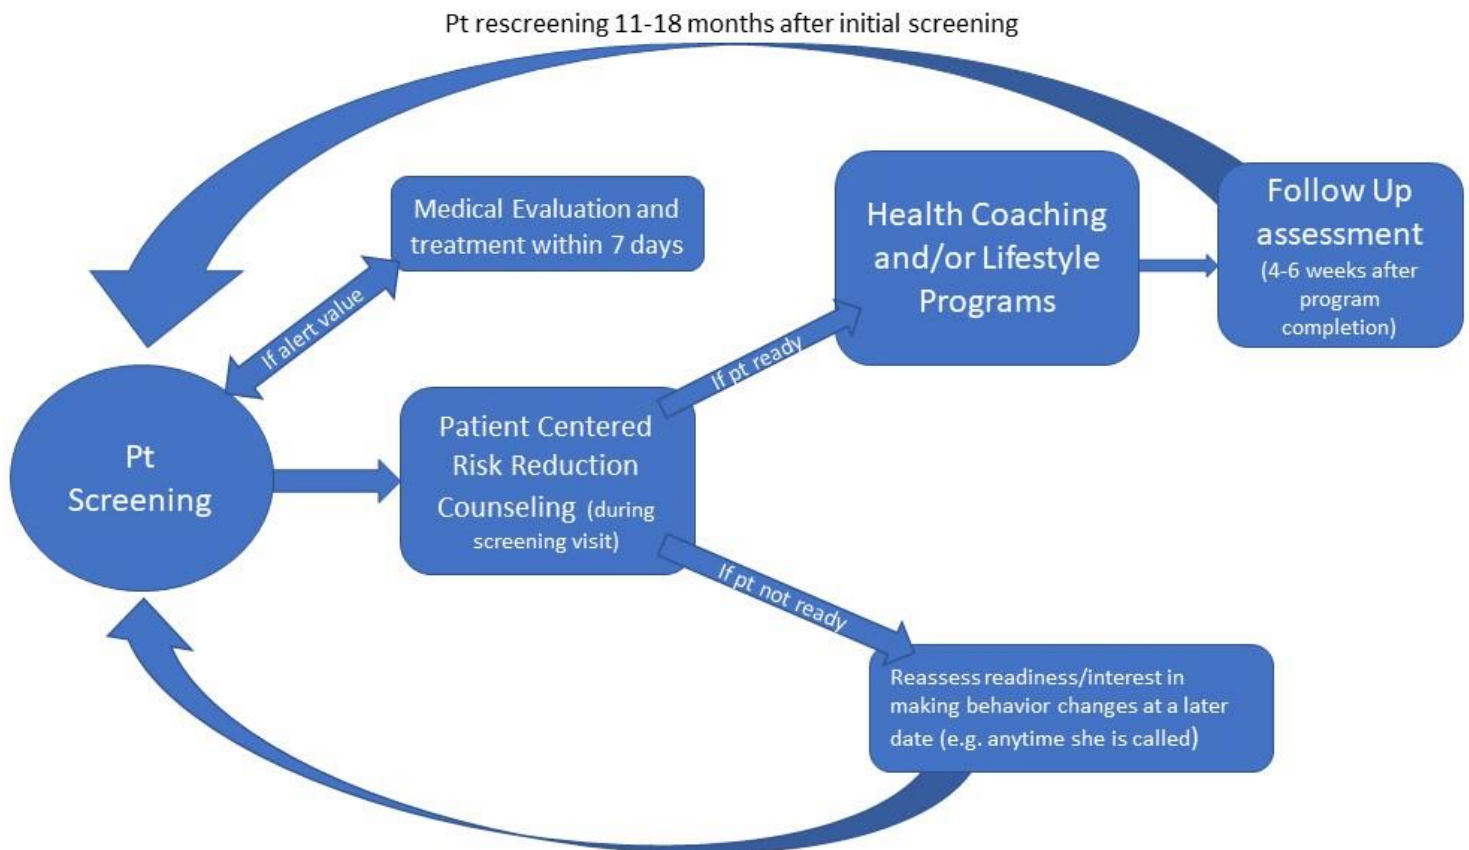 Pt rescreening 11-18 months after initial screening
Medical Evaluation and
treatment within 7 days
If alert value
Pt
Screening
Patient Centered
Risk Reduction
Counseling (during
screening visit)
If pt ready
Health Coaching
and/or Lifestyle
Programs
Follow Up
assessment
(4-6 weeks after
program
completion)
If pt not ready
Reassess readiness/interest in
making behavior changes at a later
date (e.g. anytime she is called)